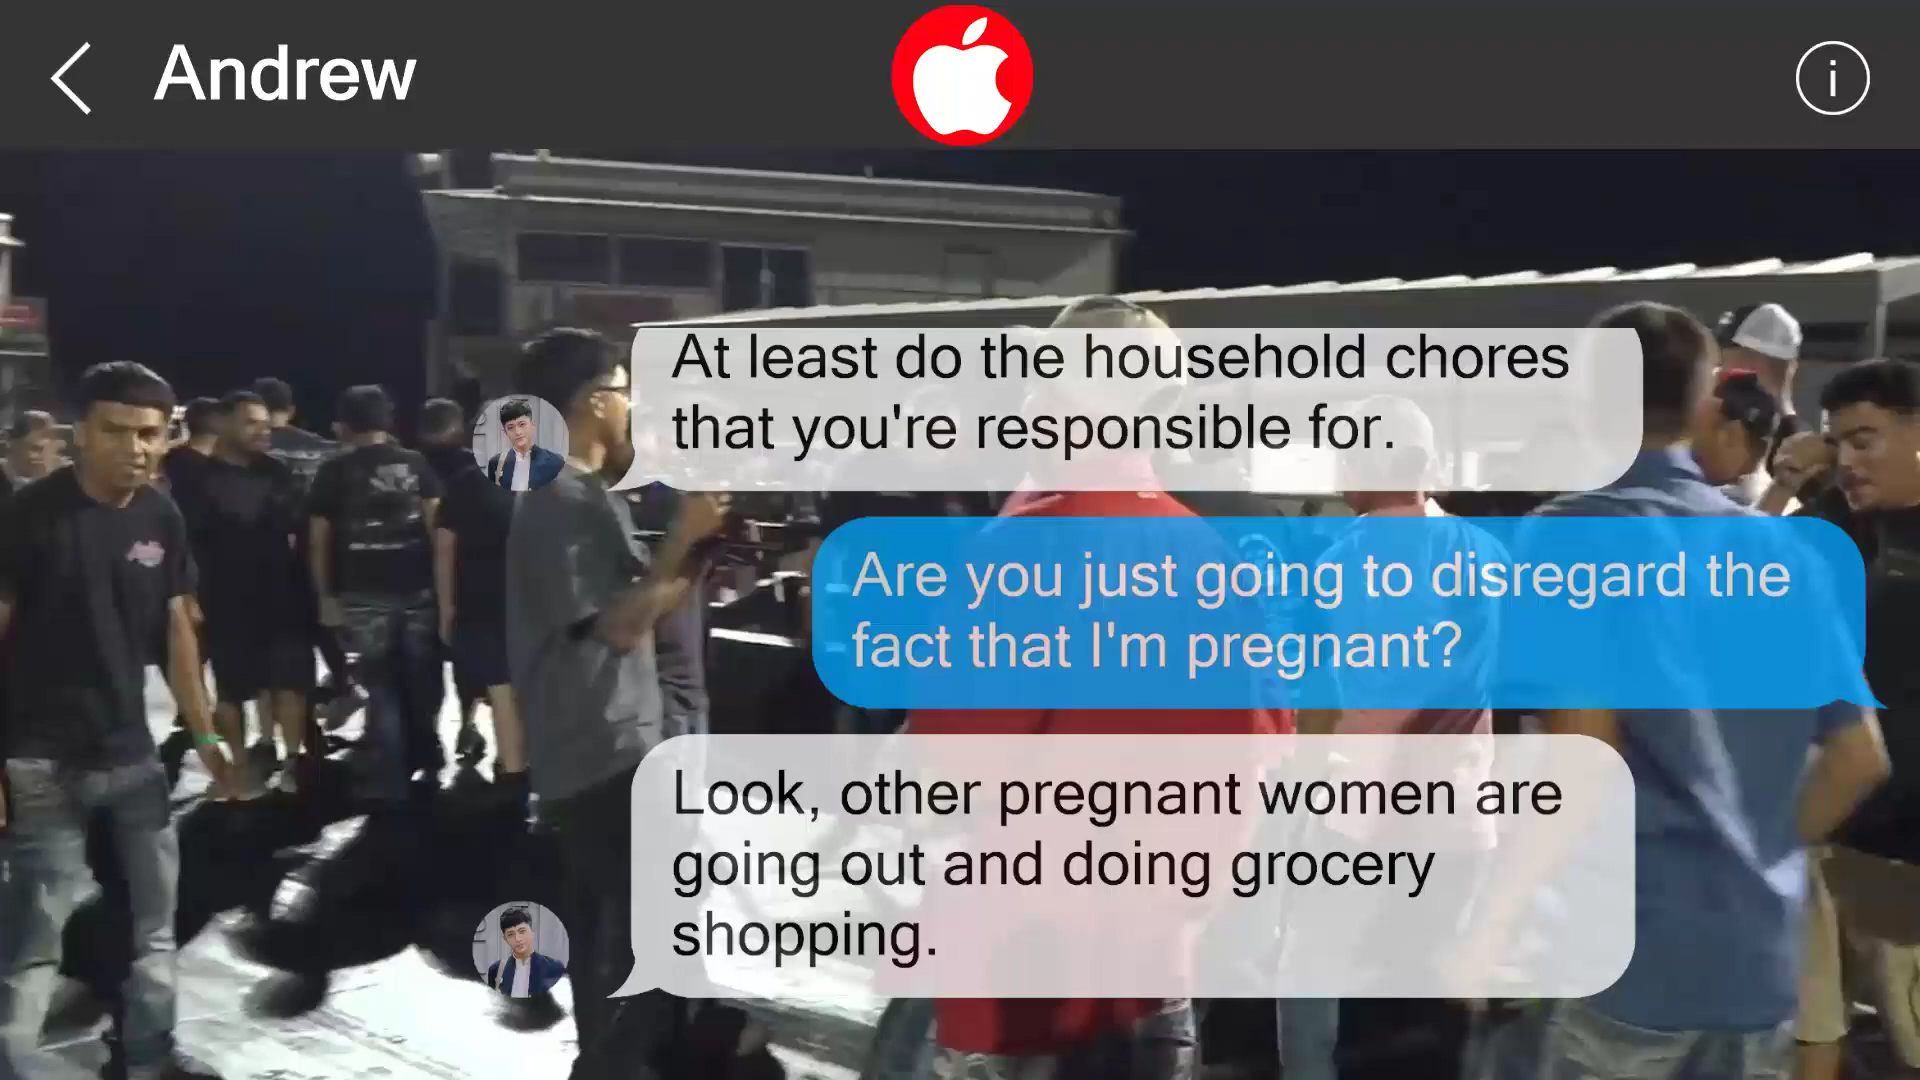 Andrew
At least do the household chores
that you're responsible for.
Are you just going to disregard the
fact that I'm pregnant?
Look, other pregnant women are
going out and doing grocery
shopping.